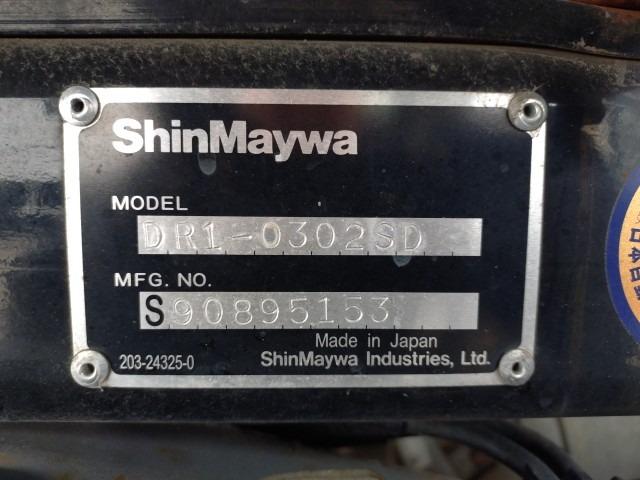 ShinMaywa
MODEL
DR1-0302SD
MFG. NO.
S90895153
Made in Japan
203-24325-0 ShinMaywa Industries, Ltd.